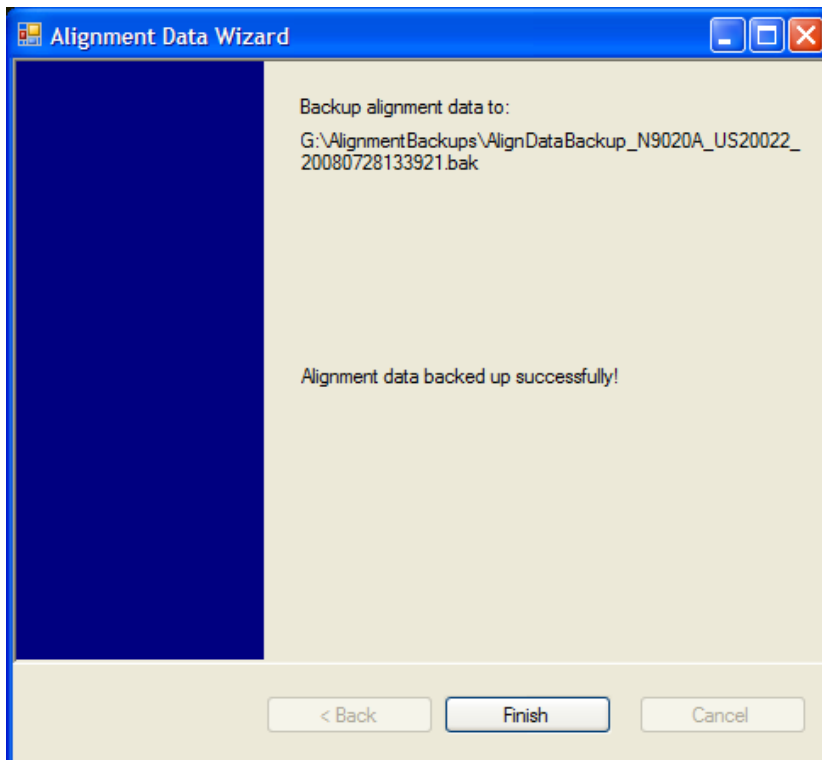 Alignment Data Wizard
Backup alignment data to:
G:\AlignmentBackups\AlignDataBackup_N9020A_US20022_
20080728133921.bak
Alignment data backed up successfully!
< Back
Finish
Cancel